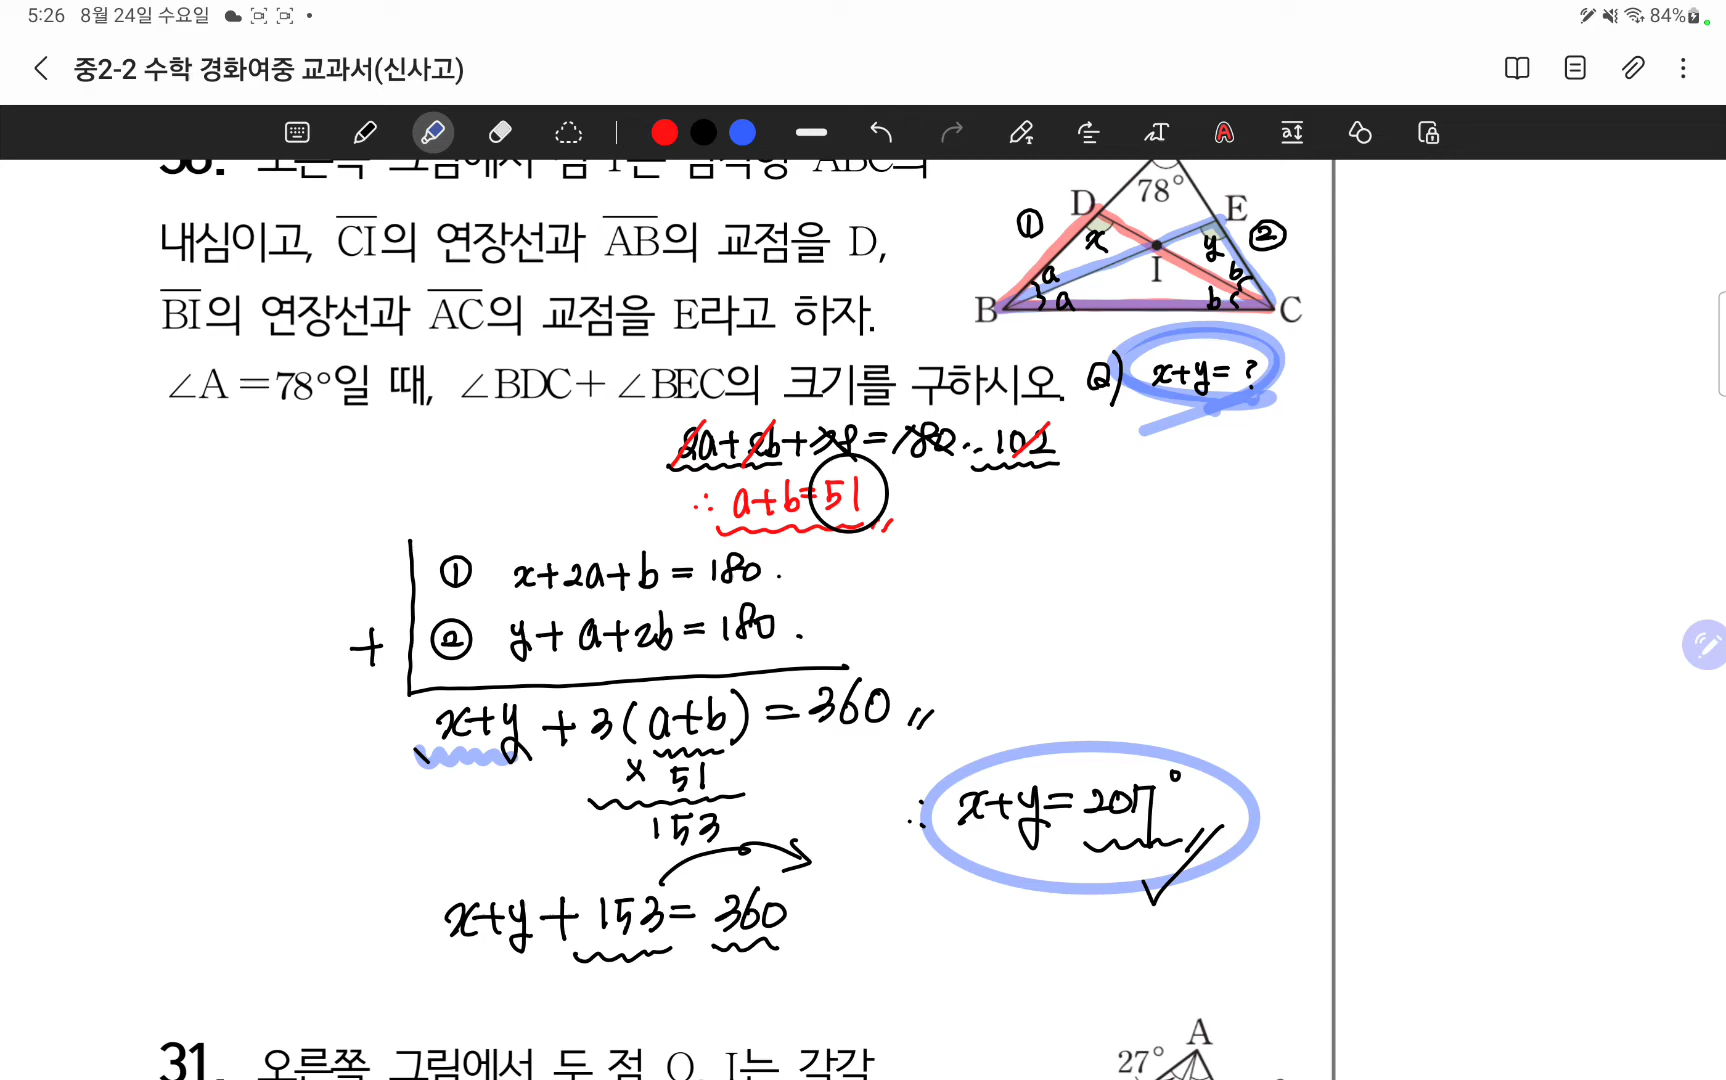 5:26 8월 24일 수요일
84%
중2-2 수학 경화여중 교과서(신사고)
내심이고, CI의 연장선과 AB의 교점을 D,
BI의 연장선과 AC의 교점을 E라고 하자.
∠A=78°일 때, ∠BDC+∠BEC의 크기를 구하시오.
78°
D
E
① x
y ②
I
a
b
B a
b C
Q) x+y=?
2a+2b+78=180 102
∴ a+b=51
① x+2a+b=180.
② y+a+2b=180.
+
x+y+3(a+b)=360
× 51
153
x+y+153=360
∴ x+y=207°
31. 오른쪽 그림에서 두 점 O, I는 각각
A
27°